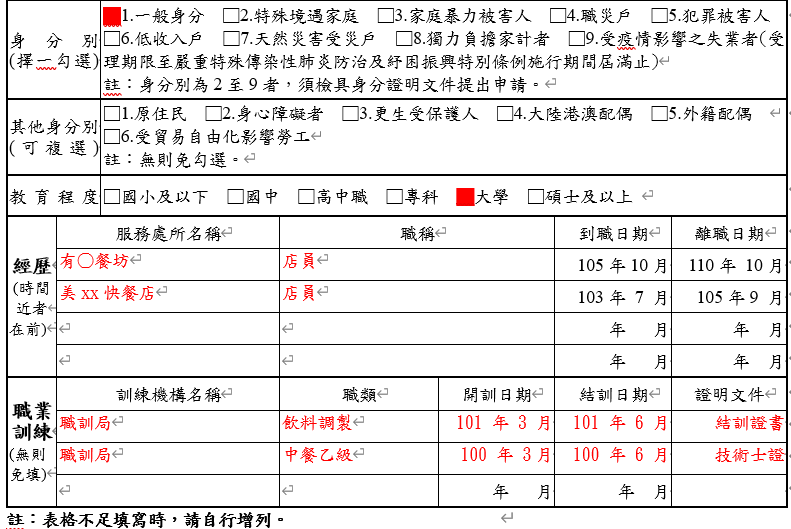 身分別
(擇一勾選)
■1.一般身分 □2.特殊境遇家庭 □3.家庭暴力被害人 □4.職災戶 □5.犯罪被害人
□6.低收入戶 □7.天然災害受災戶 □8.獨力負擔家計者 □9.受疫情影響之失業者(受
理期限至嚴重特殊傳染性肺炎防治及紓困振興特別條例施行期間屆滿止)
註：身分別為 2 至 9 者，須檢具身分證明文件提出申請。
其他身分別
(可複選)
□1.原住民 □2.身心障礙者 □3.更生受保護人 □4.大陸港澳配偶 □5.外籍配偶
□6.受貿易自由化影響勞工
註：無則免勾選。
教育程度 □國小及以下 □國中 □高中職 □專科 ■大學 □碩士及以上
經歷
(時間
近者
在前)
服務處所名稱 職稱 到職日期 離職日期
有〇餐坊 店員 105 年 10 月 110 年 10 月
美 xx 快餐店 店員 103 年 7 月 105 年 9 月
年 月 年 月
年 月 年 月
職業
訓練
(無則
免填)
訓練機構名稱 職類 開訓日期 結訓日期 證明文件
職訓局 飲料調製 101 年 3 月 101 年 6 月 結訓證書
職訓局 中餐乙級 100 年 3 月 100 年 6 月 技術士證
年 月 年 月
註：表格不足填寫時，請自行增列。